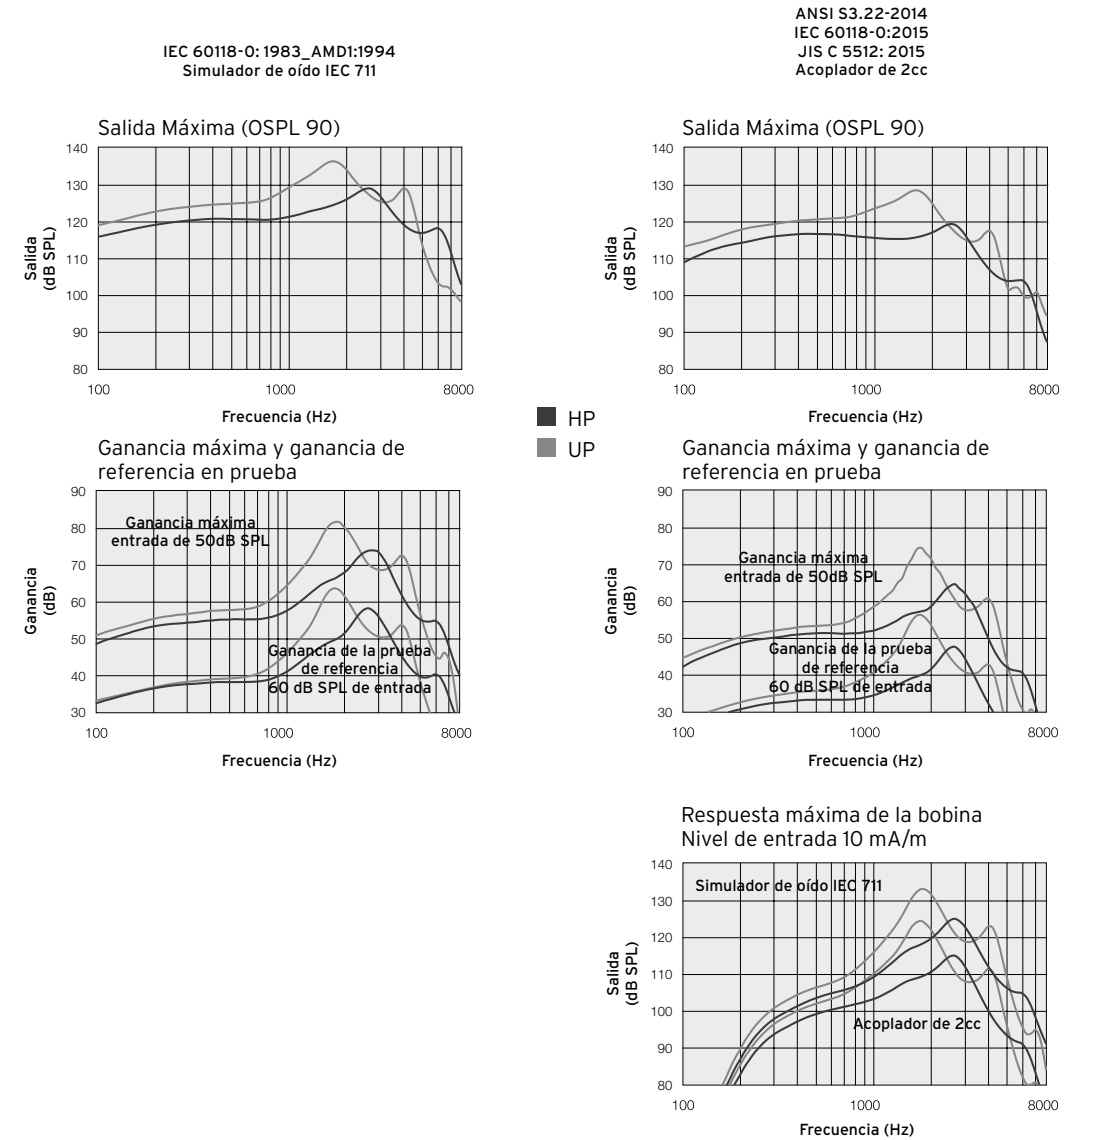 IEC 60118-0: 1983_AMD1:1994
Simulador de oído IEC 711
ANSI S3.22-2014
IEC 60118-0:2015
JIS C 5512: 2015
Acoplador de 2cc
Salida Máxima (OSPL 90)
140
130
120
110
100
90
80
Salida
(dB SPL)
100
1000
8000
Frecuencia (Hz)
Salida Máxima (OSPL 90)
140
130
120
110
100
90
80
Salida
(dB SPL)
100
1000
8000
Frecuencia (Hz)
HP
UP
Ganancia máxima y ganancia de
referencia en prueba
90
80
70
60
50
40
30
Ganancia
(dB)
Ganancia máxima
entrada de 50dB SPL
Ganancia de la prueba
de referencia
60 dB SPL de entrada
100
1000
8000
Frecuencia (Hz)
Ganancia máxima y ganancia de
referencia en prueba
90
80
70
60
50
40
30
Ganancia
(dB)
Ganancia máxima
entrada de 50dB SPL
Ganancia de la prueba
de referencia
60 dB SPL de entrada
100
1000
8000
Frecuencia (Hz)
Respuesta máxima de la bobina
Nivel de entrada 10 mA/m
140
130
120
110
100
90
80
Salida
(dB SPL)
Simulador de oído IEC 711
Acoplador de 2cc
100
1000
8000
Frecuencia (Hz)